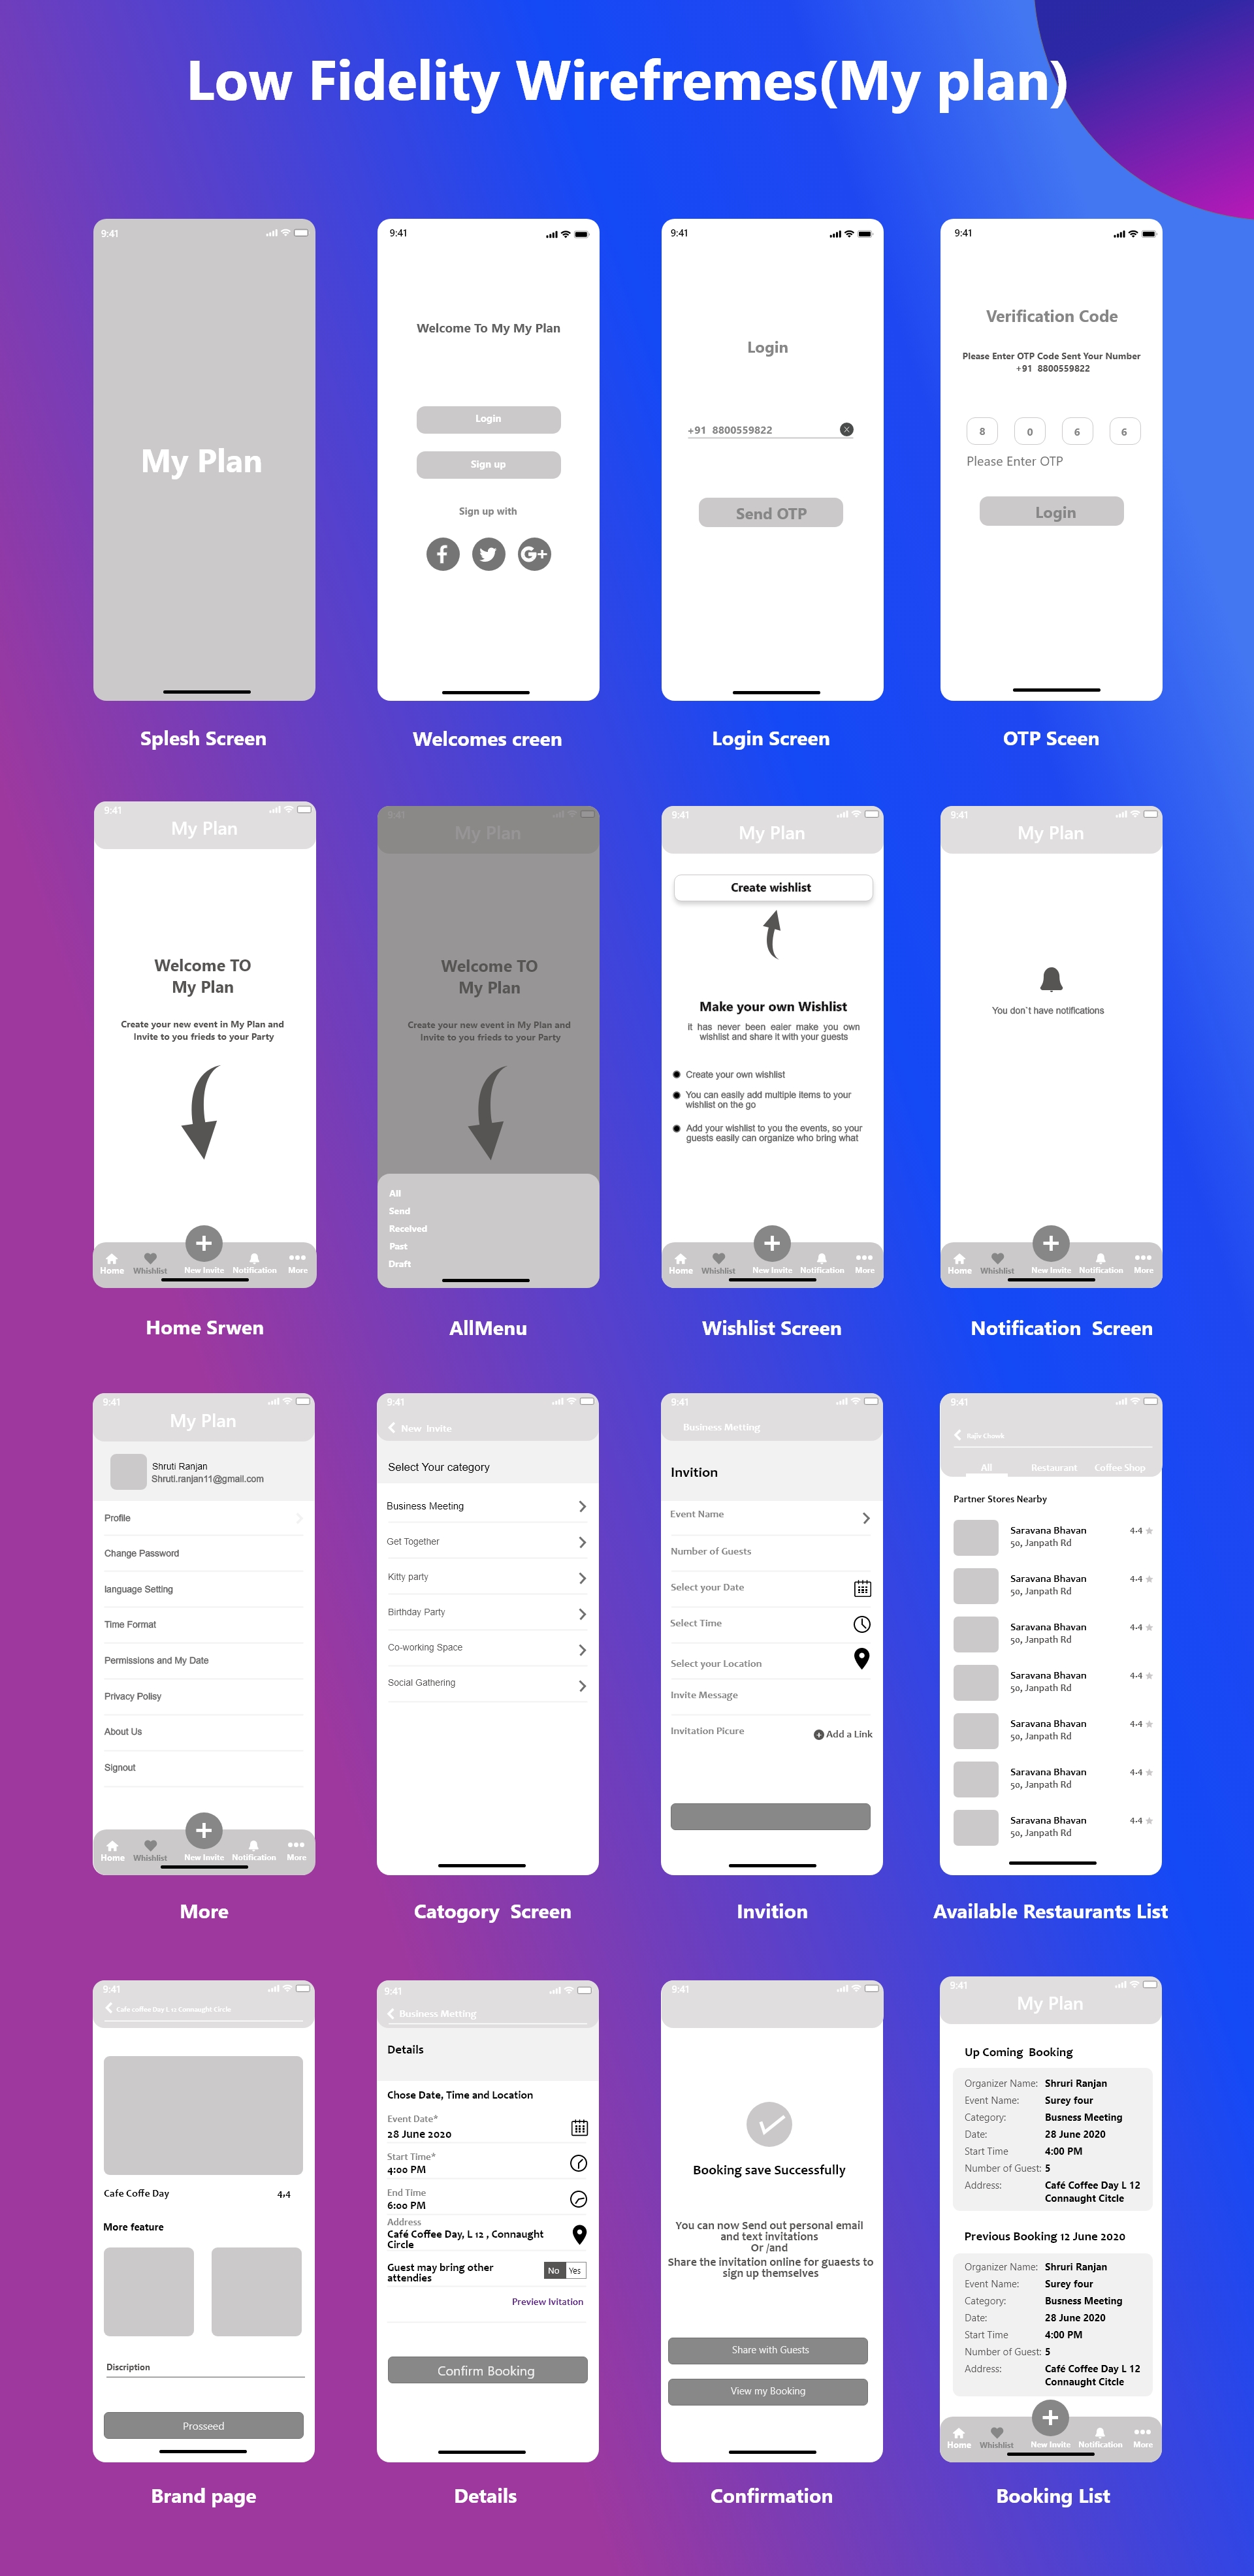 Low Fidelity Wirefremes(My plan)
9:41
My Plan
Splesh Screen
9:41
Welcome To My My Plan
Login
Sign up
Sign up with
f
G+
Welcomes creen
9:41
Login
+91 8800559822
X
Send OTP
Login Screen
9:41
Verification Code
Please Enter OTP Code Sent Your Number
+91 8800559822
8 0 6 6
Please Enter OTP
Login
OTP Sceen
9:41
My Plan
Welcome TO
My Plan
Create your new event in My Plan and
Invite to you frieds to your Party
Home Whishlist New Invite Notification More
Home Srwen
9:41
My Plan
Welcome TO
My Plan
Create your new event in My Plan and
Invite to you frieds to your Party
All
Send
Recelved
Past
Draft
AllMenu
9:41
My Plan
Create wishlist
Make your own Wishlist
it has never been eaier make you own
wishlist and share it with your guests
Create your own wishlist
You can easily add multiple items to your
wishlist on the go
Add your wishlist to you the events, so your
guests easily can organize who bring what
Home Whishlist New Invite Notification More
Wishlist Screen
9:41
My Plan
You don`t have notifications
Home Whishlist New Invite Notification More
Notification Screen
9:41
My Plan
Shruti Ranjan
Shruti.ranjan11@gmail.com
Profile
Change Password
language Setting
Time Format
Permissions and My Date
Privacy Polisy
About Us
Signout
Home Whishlist New Invite Notification More
More
9:41
New Invite
Select Your category
Business Meeting
Get Together
Kitty party
Birthday Party
Co-working Space
Social Gathering
Catogory Screen
9:41
Business Metting
Invition
Event Name
Number of Guests
Select your Date
Select Time
Select your Location
Invite Message
Invitation Picure
Add a Link
Invition
9:41
Rajiv Chowk
All Restaurant Coffee Shop
Partner Stores Nearby
Saravana Bhavan 4.4
50, Janpath Rd
Saravana Bhavan 4.4
50, Janpath Rd
Saravana Bhavan 4.4
50, Janpath Rd
Saravana Bhavan 4.4
50, Janpath Rd
Saravana Bhavan 4.4
50, Janpath Rd
Saravana Bhavan 4.4
50, Janpath Rd
Saravana Bhavan 4.4
50, Janpath Rd
Available Restaurants List
9:41
Cafe coffee Day L 12 Connaught Circle
Cafe Coffe Day 4,4
More feature
Discription
Prosseed
Brand page
9:41
Business Metting
Details
Chose Date, Time and Location
Event Date*
28 June 2020
Start Time*
4:00 PM
End Time
6:00 PM
Address
Café Coffee Day, L 12 , Connaught
Circle
Guest may bring other
attendies
No Yes
Preview Ivitation
Confirm Booking
Details
9:41
Booking save Successfully
You can now Send out personal email
and text invitations
Or /and
Share the invitation online for guaests to
sign up themselves
Share with Guests
View my Booking
Confirmation
9:41
My Plan
Up Coming Booking
Organizer Name: Shruri Ranjan
Event Name: Surey four
Category: Busness Meeting
Date: 28 June 2020
Start Time 4:00 PM
Number of Guest: 5
Address: Café Coffee Day L 12
Connaught Citcle
Previous Booking 12 June 2020
Organizer Name: Shruri Ranjan
Event Name: Surey four
Category: Busness Meeting
Date: 28 June 2020
Start Time 4:00 PM
Number of Guest: 5
Address: Café Coffee Day L 12
Connaught Citcle
Home Whishlist New Invite Notification More
Booking List